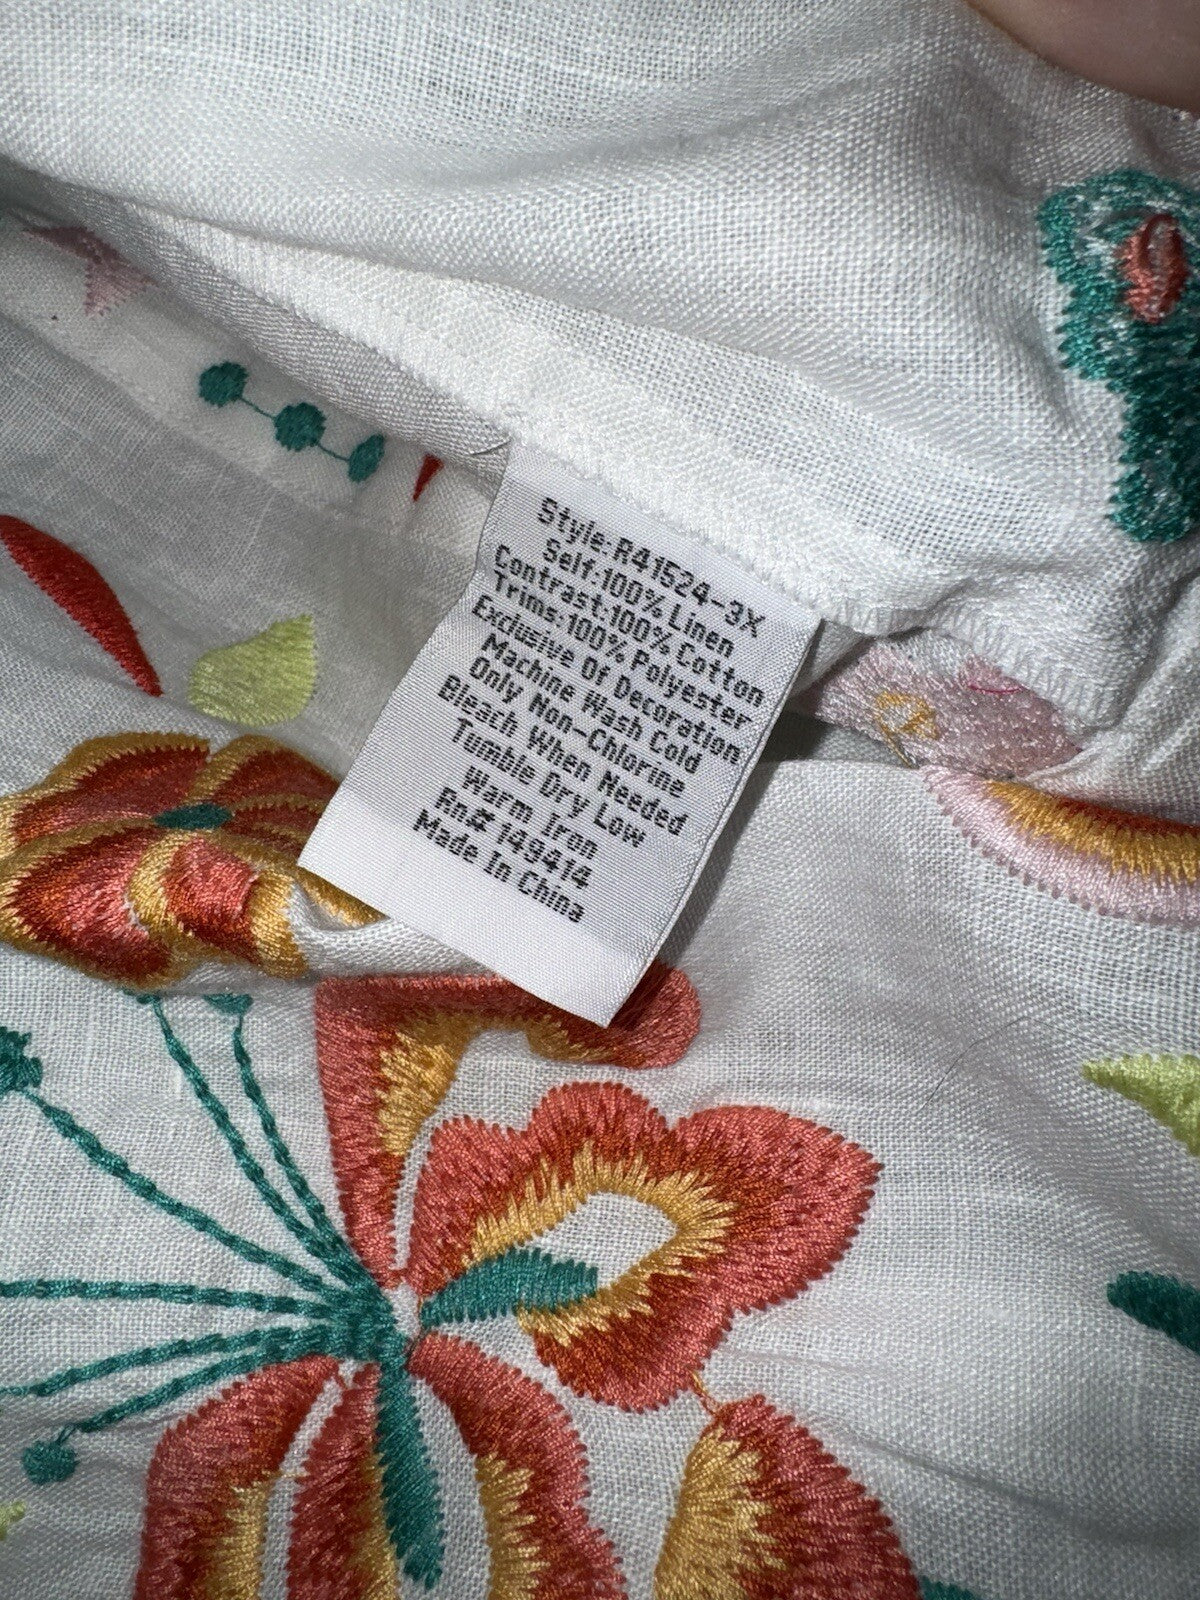 Style:R41524-3X
Self:100% Linen
Contrast:100% Cotton
Trims:100% Polyester
Exclusive Of Decoration
Machine Wash Cold
Only Non-Chlorine
Bleach When Needed
Tumble Dry Low
Warm Iron
Rn# 149414
Made In China